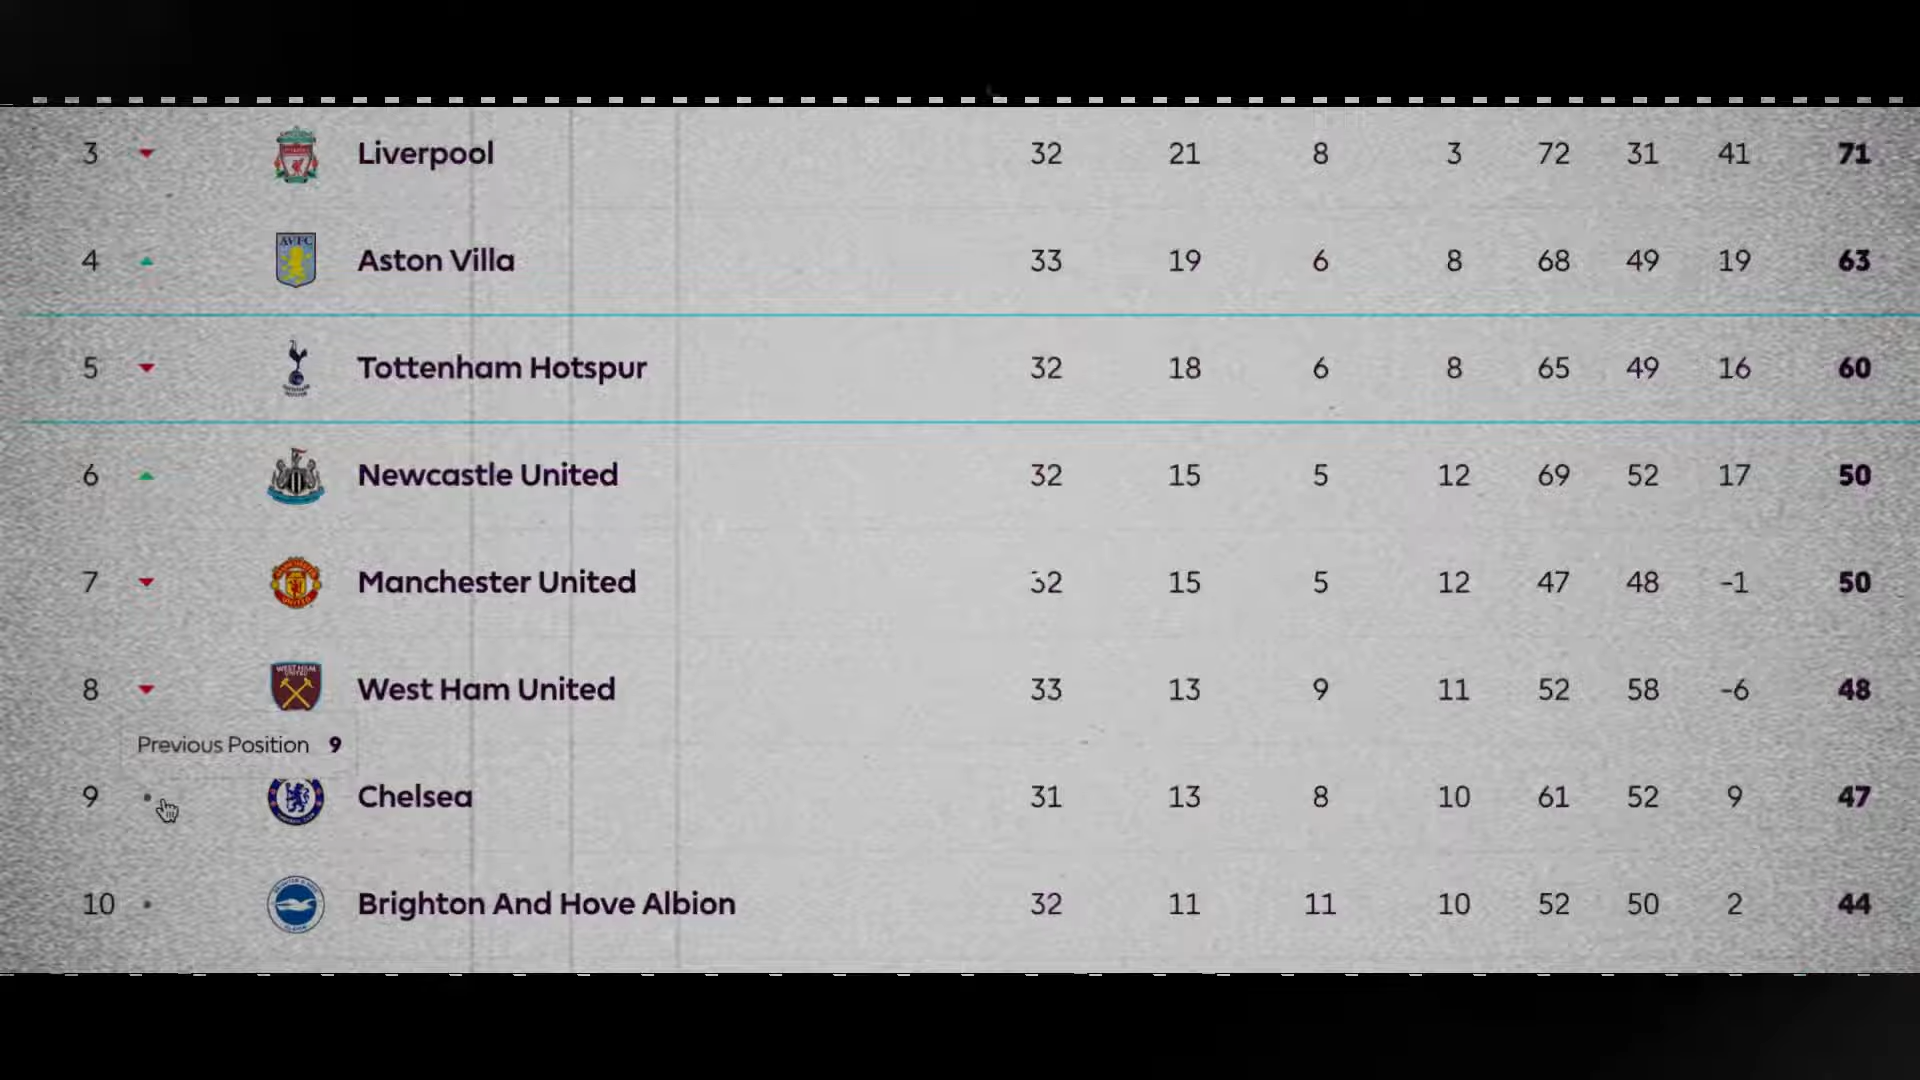 3 Liverpool 32 21 8 3 72 31 41 71
AVFC
4 Aston Villa 33 19 6 8 68 49 19 63
5 Tottenham Hotspur 32 18 6 8 65 49 16 60
6 Newcastle United 32 15 5 12 69 52 17 50
7 Manchester United 32 15 5 12 47 48 -1 50
WEST HAM
UNITED
8 West Ham United 33 13 9 11 52 58 -6 48
Previous Position 9
9 Chelsea 31 13 8 10 61 52 9 47
10 Brighton And Hove Albion 32 11 11 10 52 50 2 44